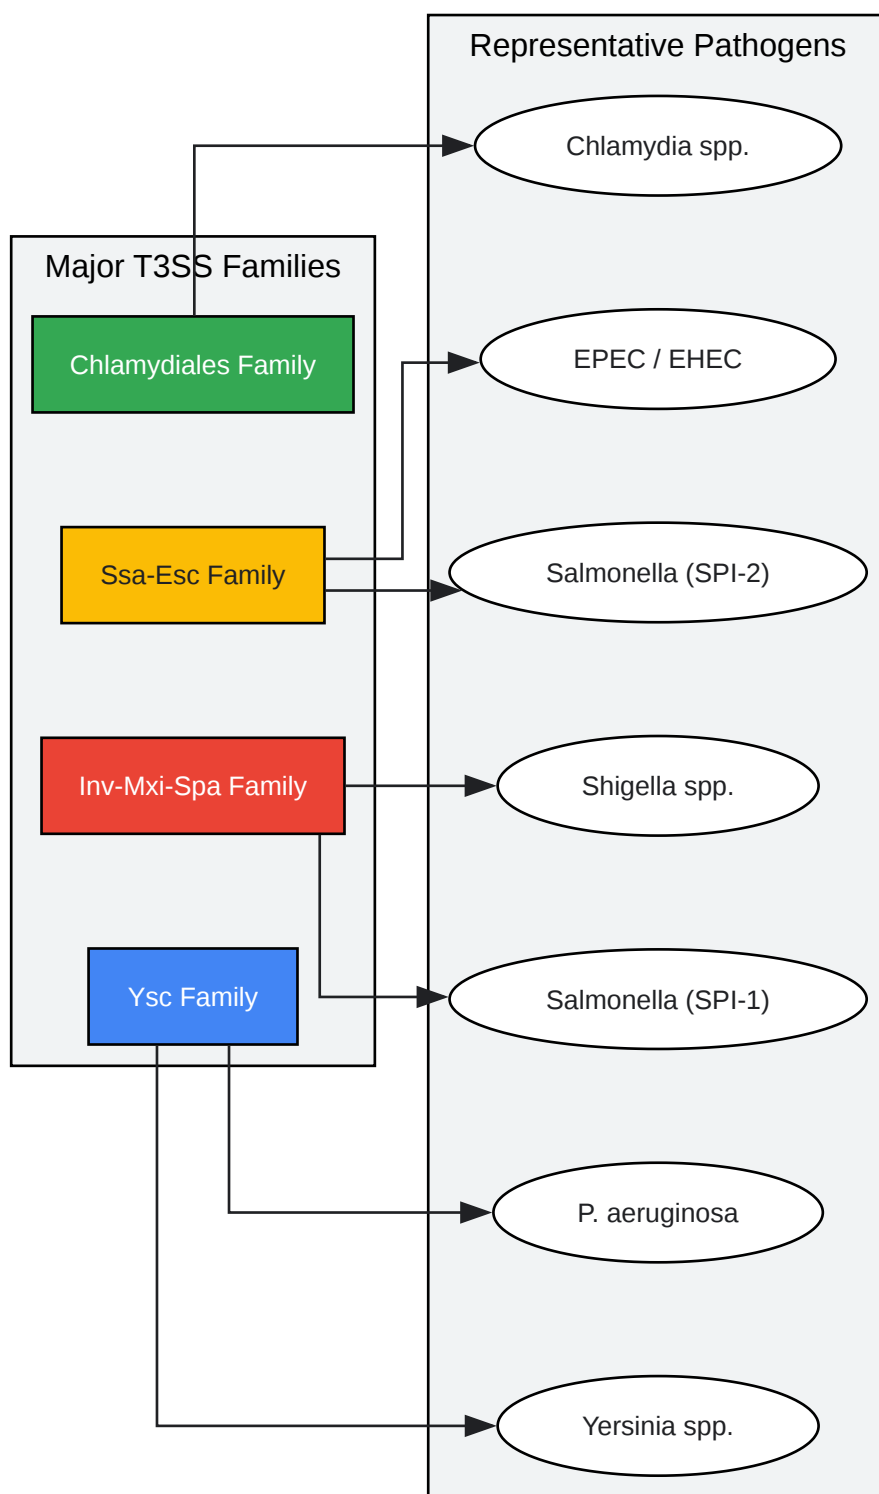 Representative Pathogens
Chlamydia spp.
Major T3SS Families
Chlamydiales Family
EPEC / EHEC
Ssa-Esc Family
Salmonella (SPI-2)
Inv-Mxi-Spa Family
Shigella spp.
Ysc Family
Salmonella (SPI-1)
P. aeruginosa
Yersinia spp.